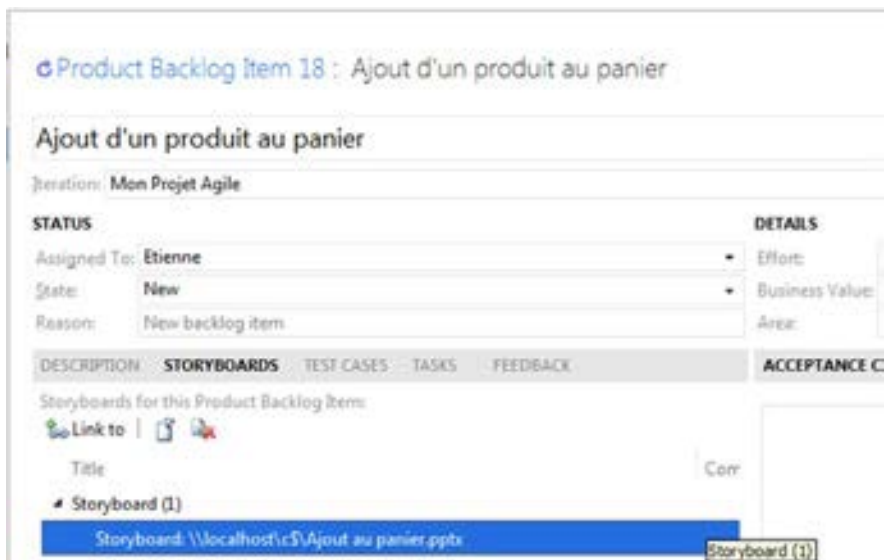 Product Backlog Item 18 : Ajout d'un produit au panier
Ajout d'un produit au panier
Iteration: Mon Projet Agile
STATUS
DETAILS
Assigned To: Etienne
Effort:
State: New
Business Value:
Reason: New backlog item
Area:
DESCRIPTION STORYBOARDS TEST CASES TASKS FEEDBACK
ACCEPTANCE C
Storyboards for this Product Backlog Item:
Link to
Title
Com
Storyboard (1)
Storyboard: \\localhost\c$\Ajout au panier.pptx
Storyboard (1)